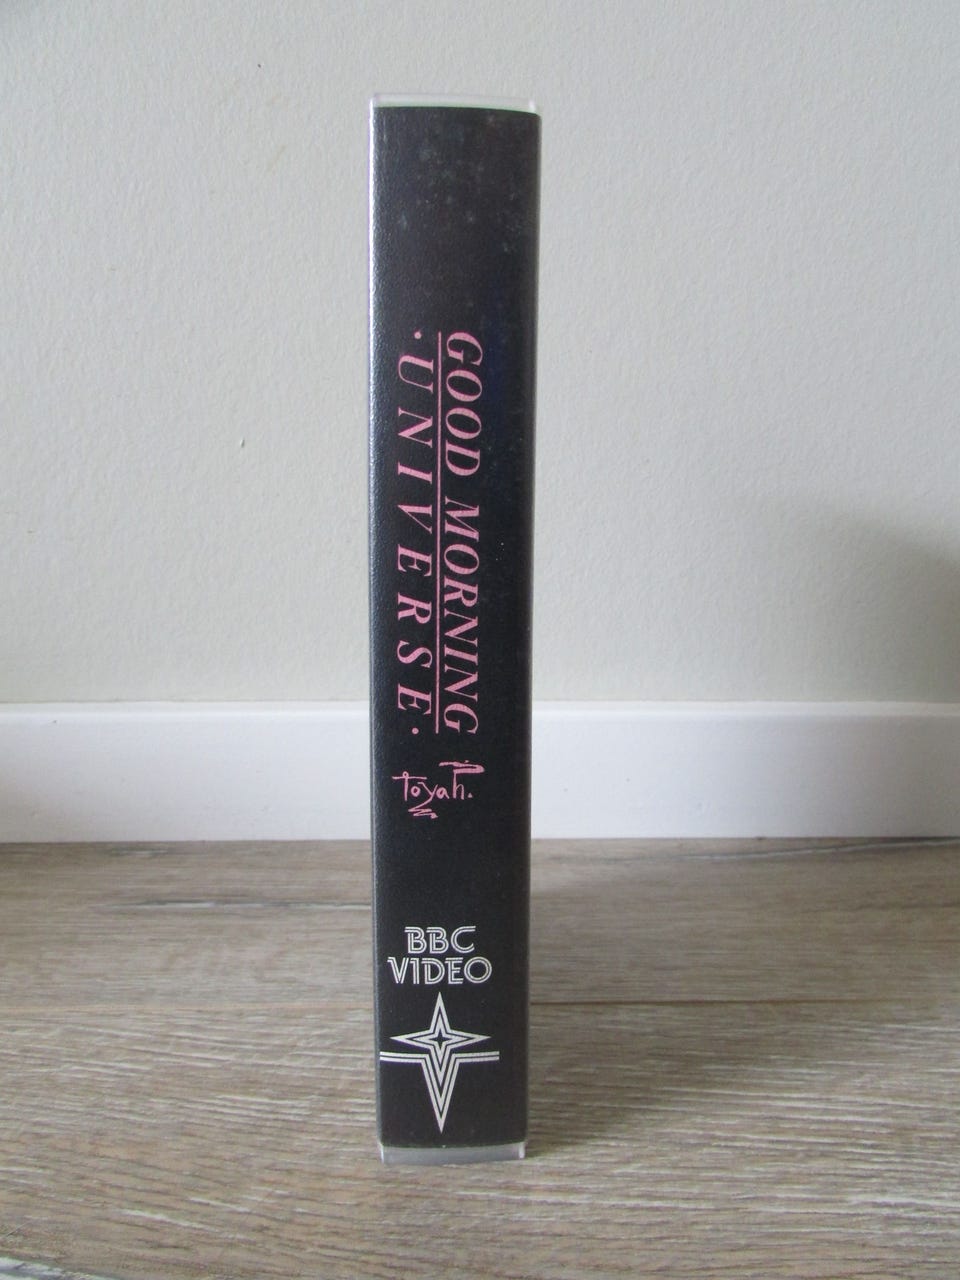 GOOD MORNING
·UNIVERSE·
toyah.
BBC
VIDEO